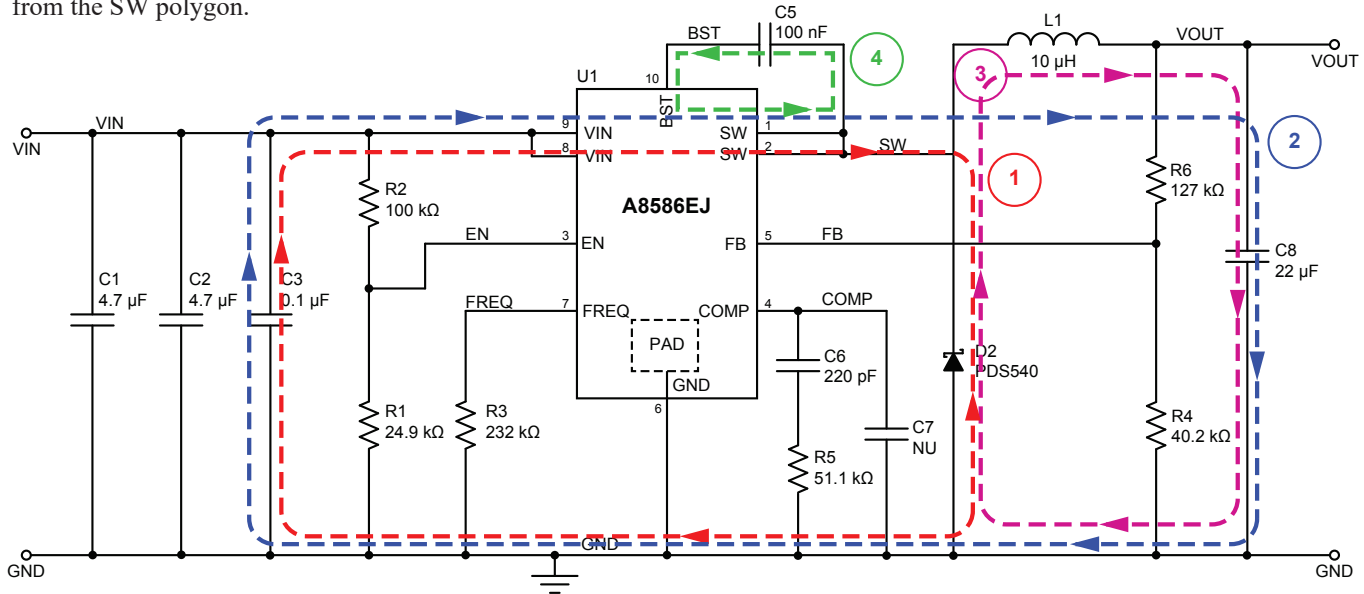 from the SW polygon.
C5
100 nF
BST
4
L1
10 µH
VOUT
VOUT
3
U1
10
BST
VIN
VIN
9
VIN
8
VIN
SW
1
SW
2
SW
1
2
R2
100 kΩ
A8586EJ
R6
127 kΩ
EN
3
EN
FB
5
FB
C1
4.7 µF
C2
4.7 µF
C3
0.1 µF
C8
22 µF
FREQ
7
FREQ
COMP
4
COMP
PAD
GND
6
C6
220 pF
D2
PDS540
R1
24.9 kΩ
R3
232 kΩ
C7
NU
R4
40.2 kΩ
R5
51.1 kΩ
GND
GND
GND